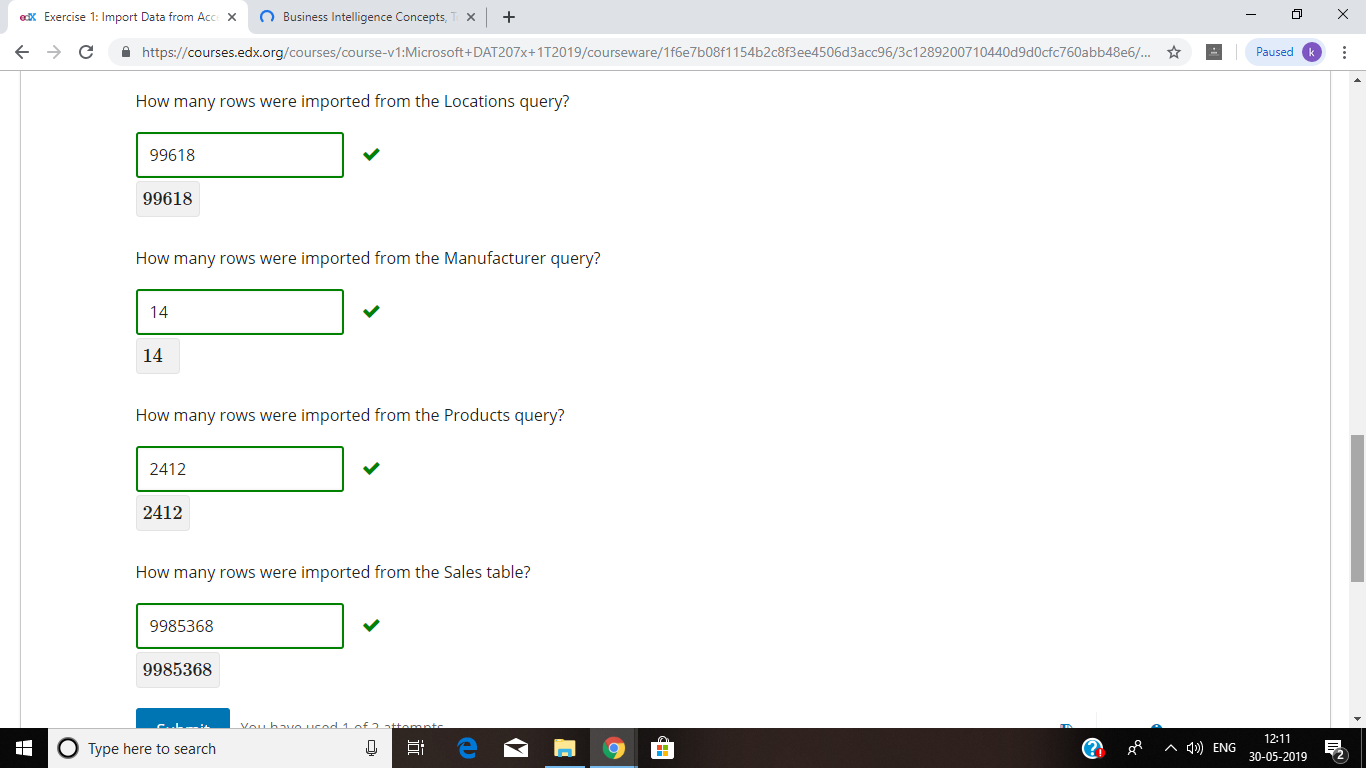 edX Exercise 1: Import Data from Acc
Business Intelligence Concepts, T
https://courses.edx.org/courses/course-v1:Microsoft+DAT207x+1T2019/courseware/1f6e7b08f1154b2c8f3ee4506d3acc96/3c1289200710440d9d0cfc760abb48e6/...
Paused k
How many rows were imported from the Locations query?
99618
99618
How many rows were imported from the Manufacturer query?
14
14
How many rows were imported from the Products query?
2412
2412
How many rows were imported from the Sales table?
9985368
9985368
Submit You have used 1 of 2 attempts
Type here to search
ENG
12:11
30-05-2019
2